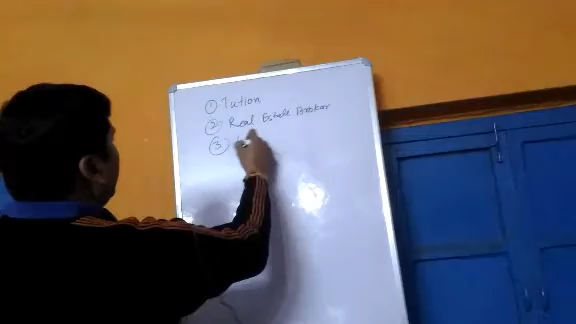 ① Tution
② Real Estate Broker
③